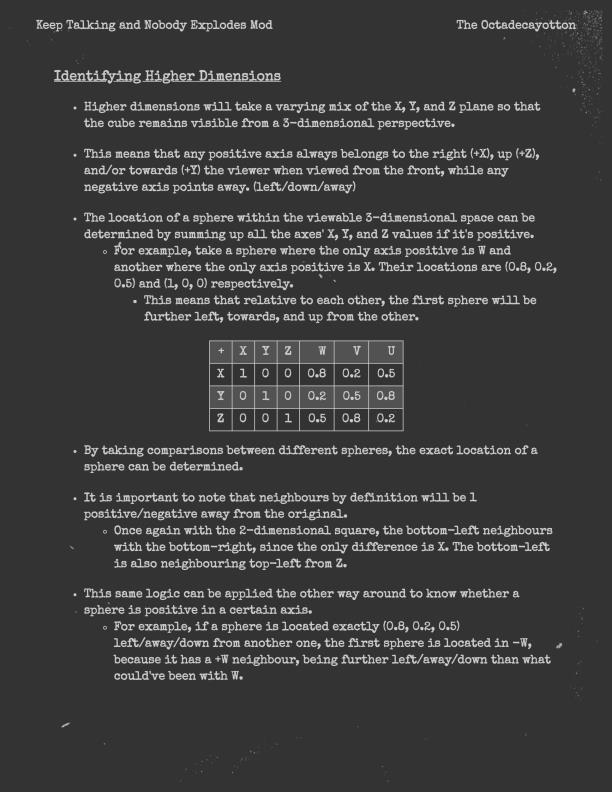 Keep Talking and Nobody Explodes Mod The Octadecayotton
Identifying Higher Dimensions
• Higher dimensions will take a varying mix of the X, Y, and Z plane so that
the cube remains visible from a 3-dimensional perspective.
• This means that any positive axis always belongs to the right (+X), up (+Z),
and/or towards (+Y) the viewer when viewed from the front, while any
negative axis points away. (left/down/away)
• The location of a sphere within the viewable 3-dimensional space can be
determined by summing up all the axes' X, Y, and Z values if it's positive.
◦ For example, take a sphere where the only axis positive is W and
another where the only axis positive is X. Their locations are (0.8, 0.2,
0.5) and (1, 0, 0) respectively.
▪ This means that relative to each other, the first sphere will be
further left, towards, and up from the other.
+ X Y Z W V U
X 1 0 0 0.8 0.2 0.5
Y 0 1 0 0.2 0.5 0.8
Z 0 0 1 0.5 0.8 0.2
• By taking comparisons between different spheres, the exact location of a
sphere can be determined.
• It is important to note that neighbours by definition will be 1
positive/negative away from the original.
◦ Once again with the 2-dimensional square, the bottom-left neighbours
with the bottom-right, since the only difference is X. The bottom-left
is also neighbouring top-left from Z.
• This same logic can be applied the other way around to know whether a
sphere is positive in a certain axis.
◦ For example, if a sphere is located exactly (0.8, 0.2, 0.5)
left/away/down from another one, the first sphere is located in -W,
because it has a +W neighbour, being further left/away/down than what
could've been with W.